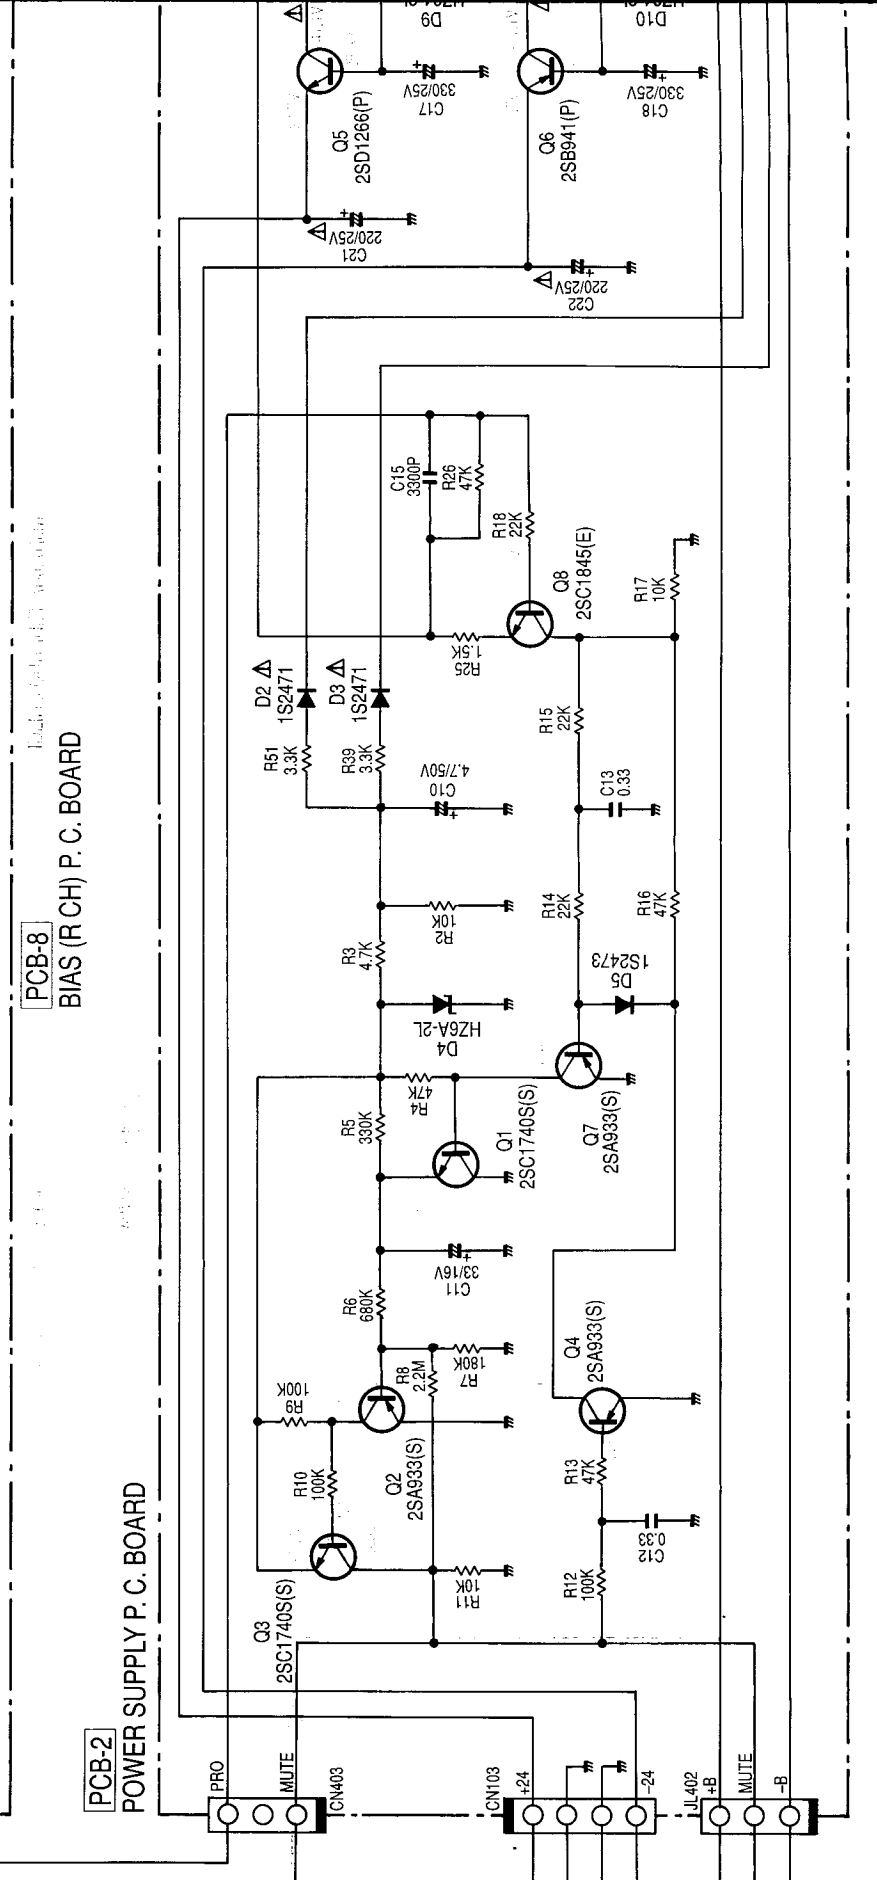 D9
D10
C17
330/25V
C18
330/25V
Q5
2SD1266(P)
Q6
2SB941(P)
C21
220/25V
C22
220/25V
C15
3300P
R26
47K
R18
22K
Q8
2SC1845(E)
R17
10K
R25
1.5K
D2
1S2471
D3
1S2471
R51
3.3K
R39
3.3K
C10
4.7/50V
R15
22K
C13
0.33
PCB-8
BIAS (R CH) P. C. BOARD
R2
10K
R14
22K
R16
47K
R3
4.7K
D4
HZ6A-2L
D5
1S2473
R4
47K
R5
330K
Q1
2SC1740S(S)
Q7
2SA933(S)
C11
33/16V
R6
680K
R8
2.2M
R7
180K
Q4
2SA933(S)
R9
100K
Q2
2SA933(S)
R10
100K
R13
47K
C12
0.33
R11
10K
R12
100K
Q3
2SC1740S(S)
PCB-2
POWER SUPPLY P. C. BOARD
PRO
MUTE
CN403
CN103
+24
-24
JL402
+B
MUTE
-B